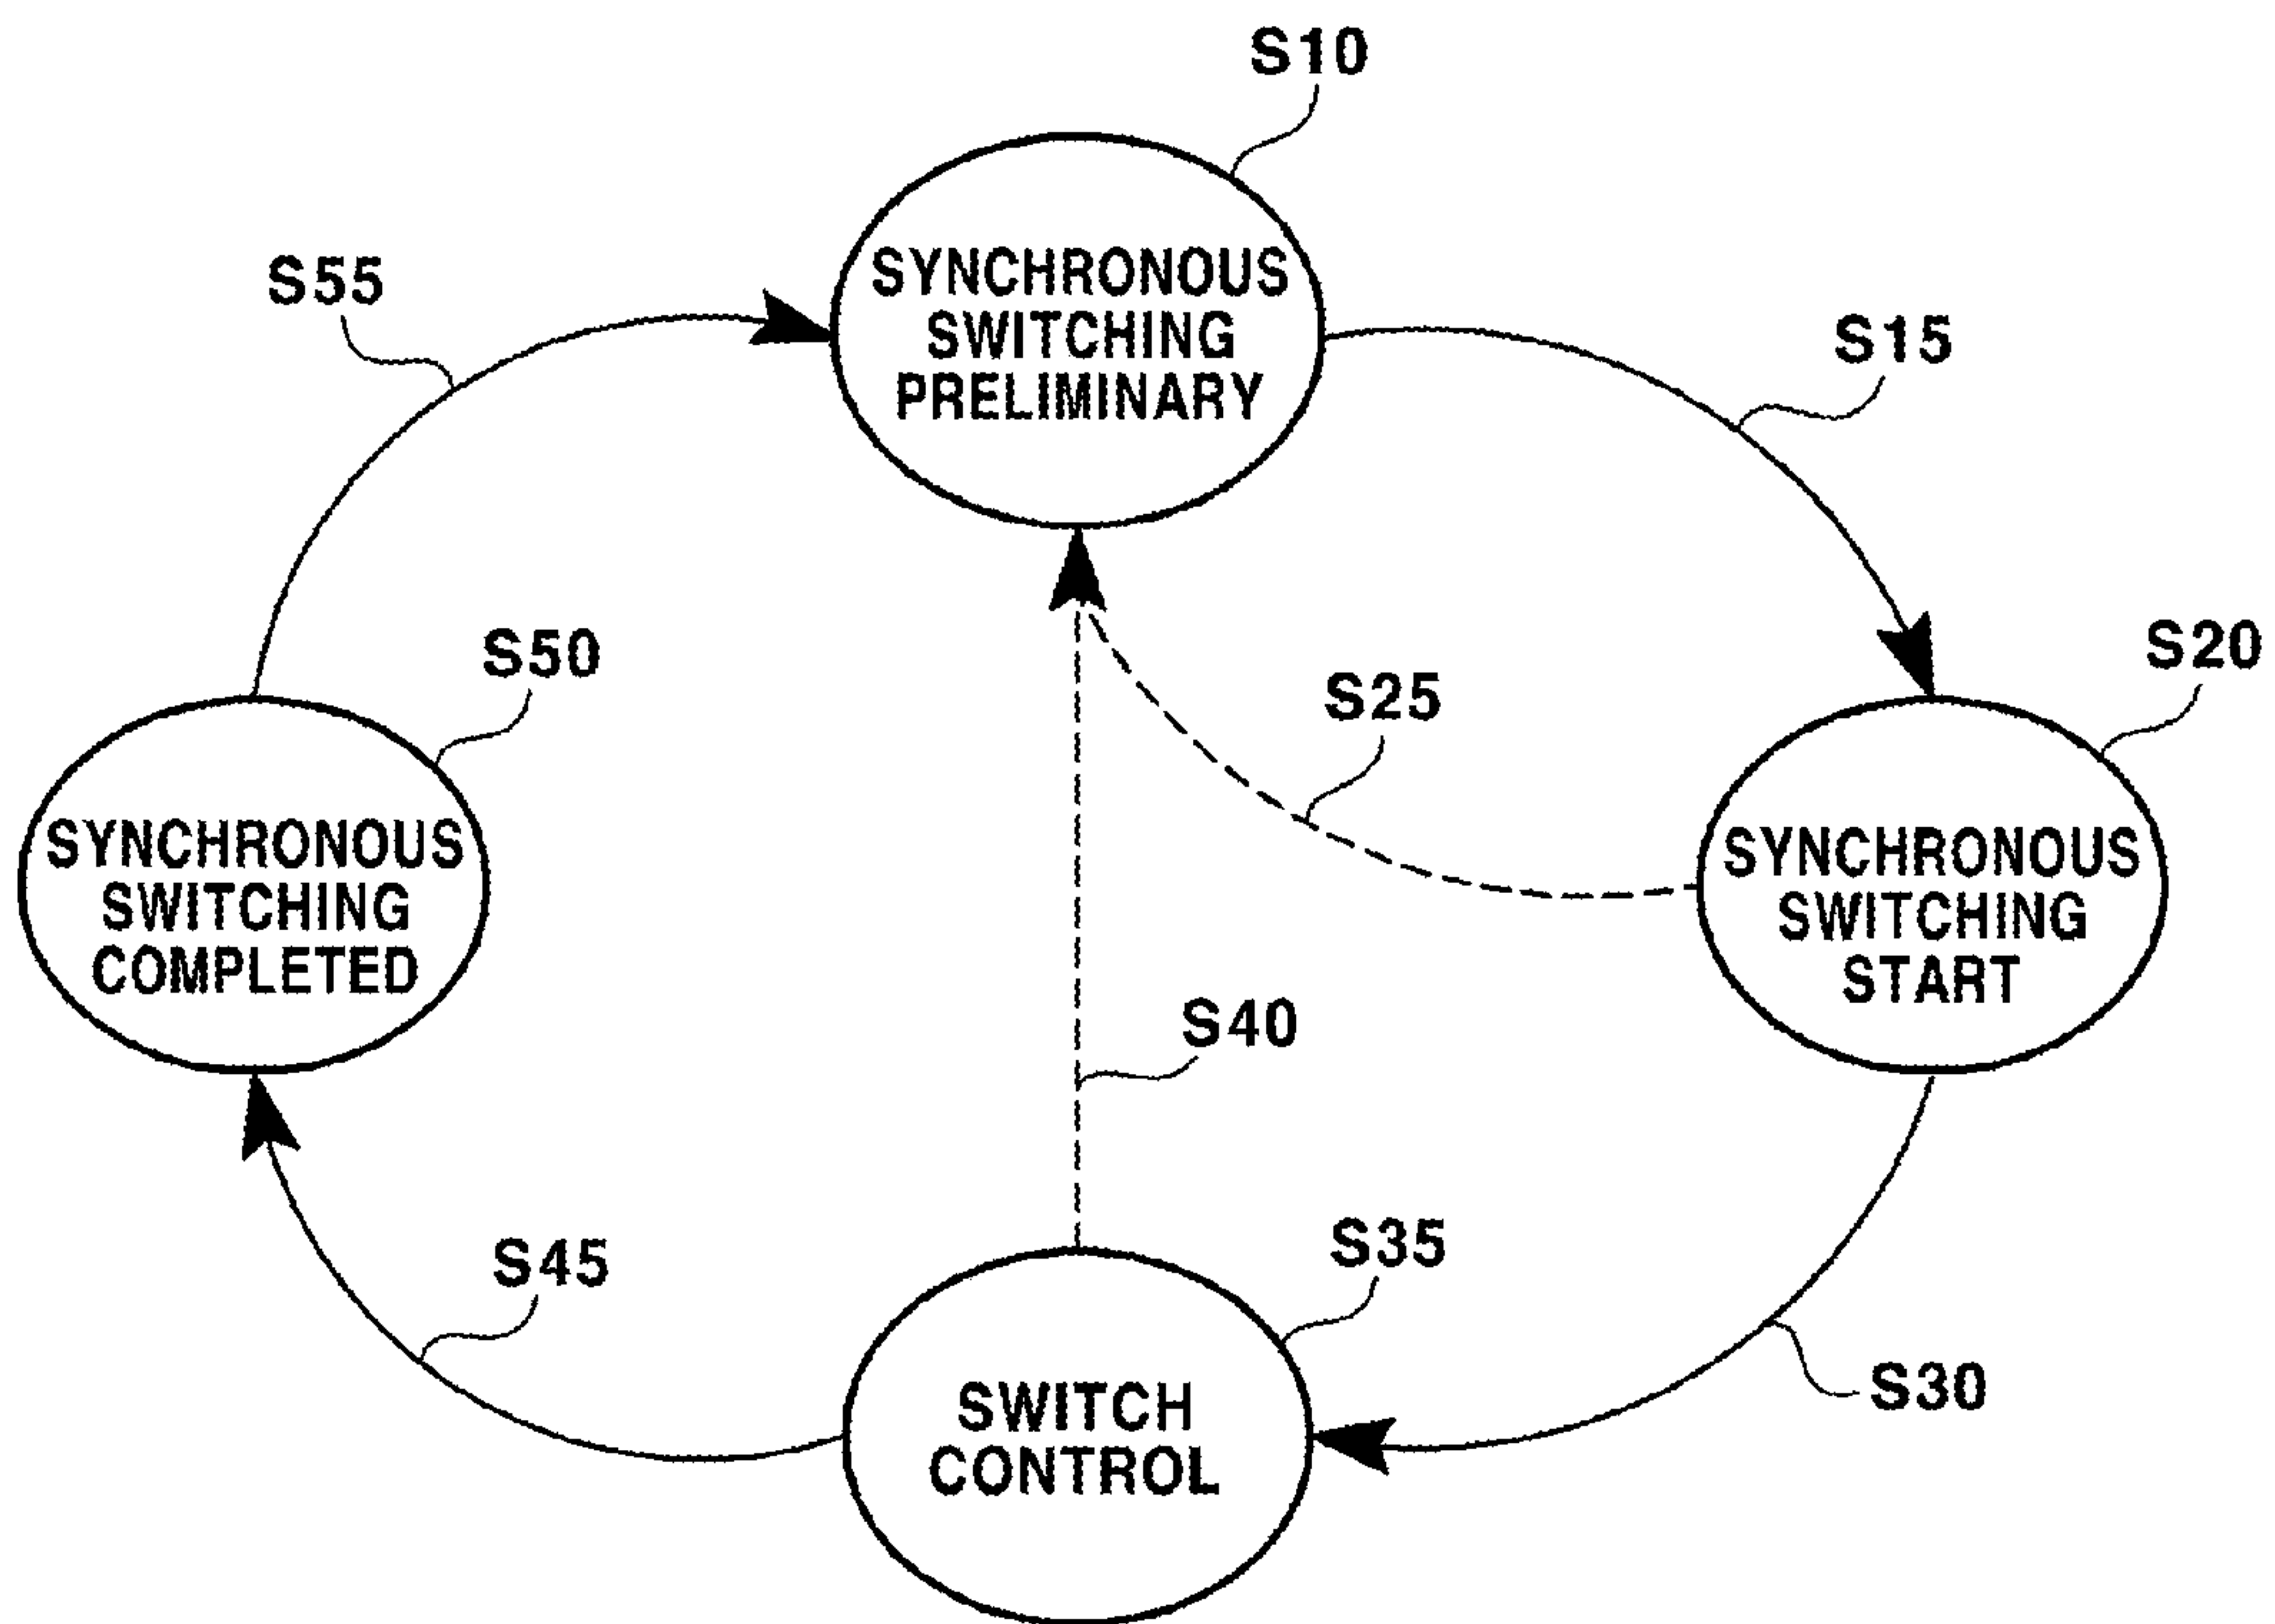 S10
SYNCHRONOUS
SWITCHING
PRELIMINARY
S55
S15
S50
S20
S25
SYNCHRONOUS
SWITCHING
COMPLETED
SYNCHRONOUS
SWITCHING
START
S40
S45
S35
S30
SWITCH
CONTROL